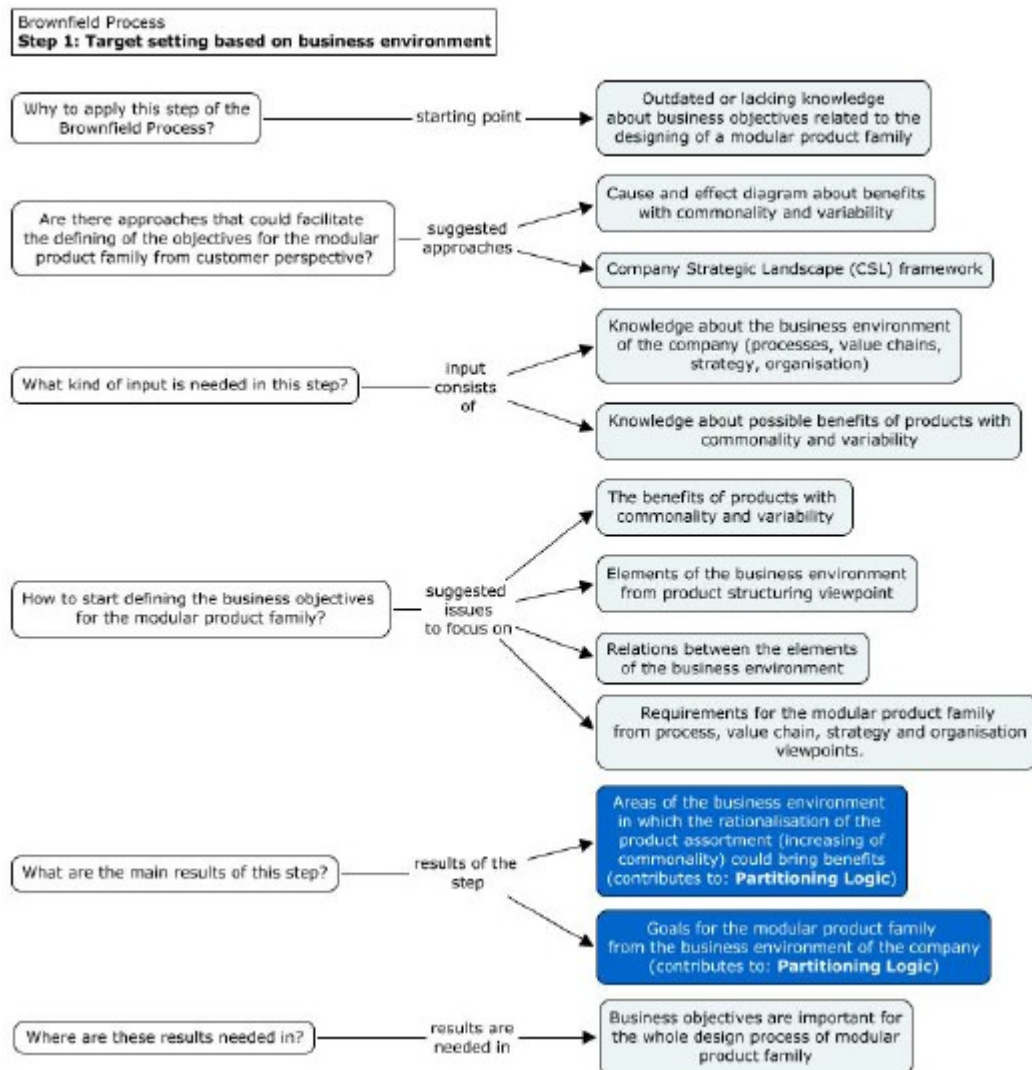 Brownfield Process
Step 1: Target setting based on business environment
Why to apply this step of the
Brownfield Process?
starting point
Outdated or lacking knowledge
about business objectives related to the
designing of a modular product family
Are there approaches that could facilitate
the defining of the objectives for the modular
product family from customer perspective?
suggested
approaches
Cause and effect diagram about benefits
with commonality and variability
Company Strategic Landscape (CSL) framework
What kind of input is needed in this step?
input
consists
of
Knowledge about the business environment
of the company (processes, value chains,
strategy, organisation)
Knowledge about possible benefits of products with
commonality and variability
How to start defining the business objectives
for the modular product family?
suggested
issues
to focus on
The benefits of products with
commonality and variability
Elements of the business environment
from product structuring viewpoint
Relations between the elements
of the business environment
Requirements for the modular product family
from process, value chain, strategy and organisation
viewpoints.
What are the main results of this step?
results of the
step
Areas of the business environment
in which the rationalisation of the
product assortment (increasing of
commonality) could bring benefits
(contributes to: Partitioning Logic)
Goals for the modular product family
from the business environment of the company
(contributes to: Partitioning Logic)
Where are these results needed in?
results are
needed in
Business objectives are important for
the whole design process of modular
product family